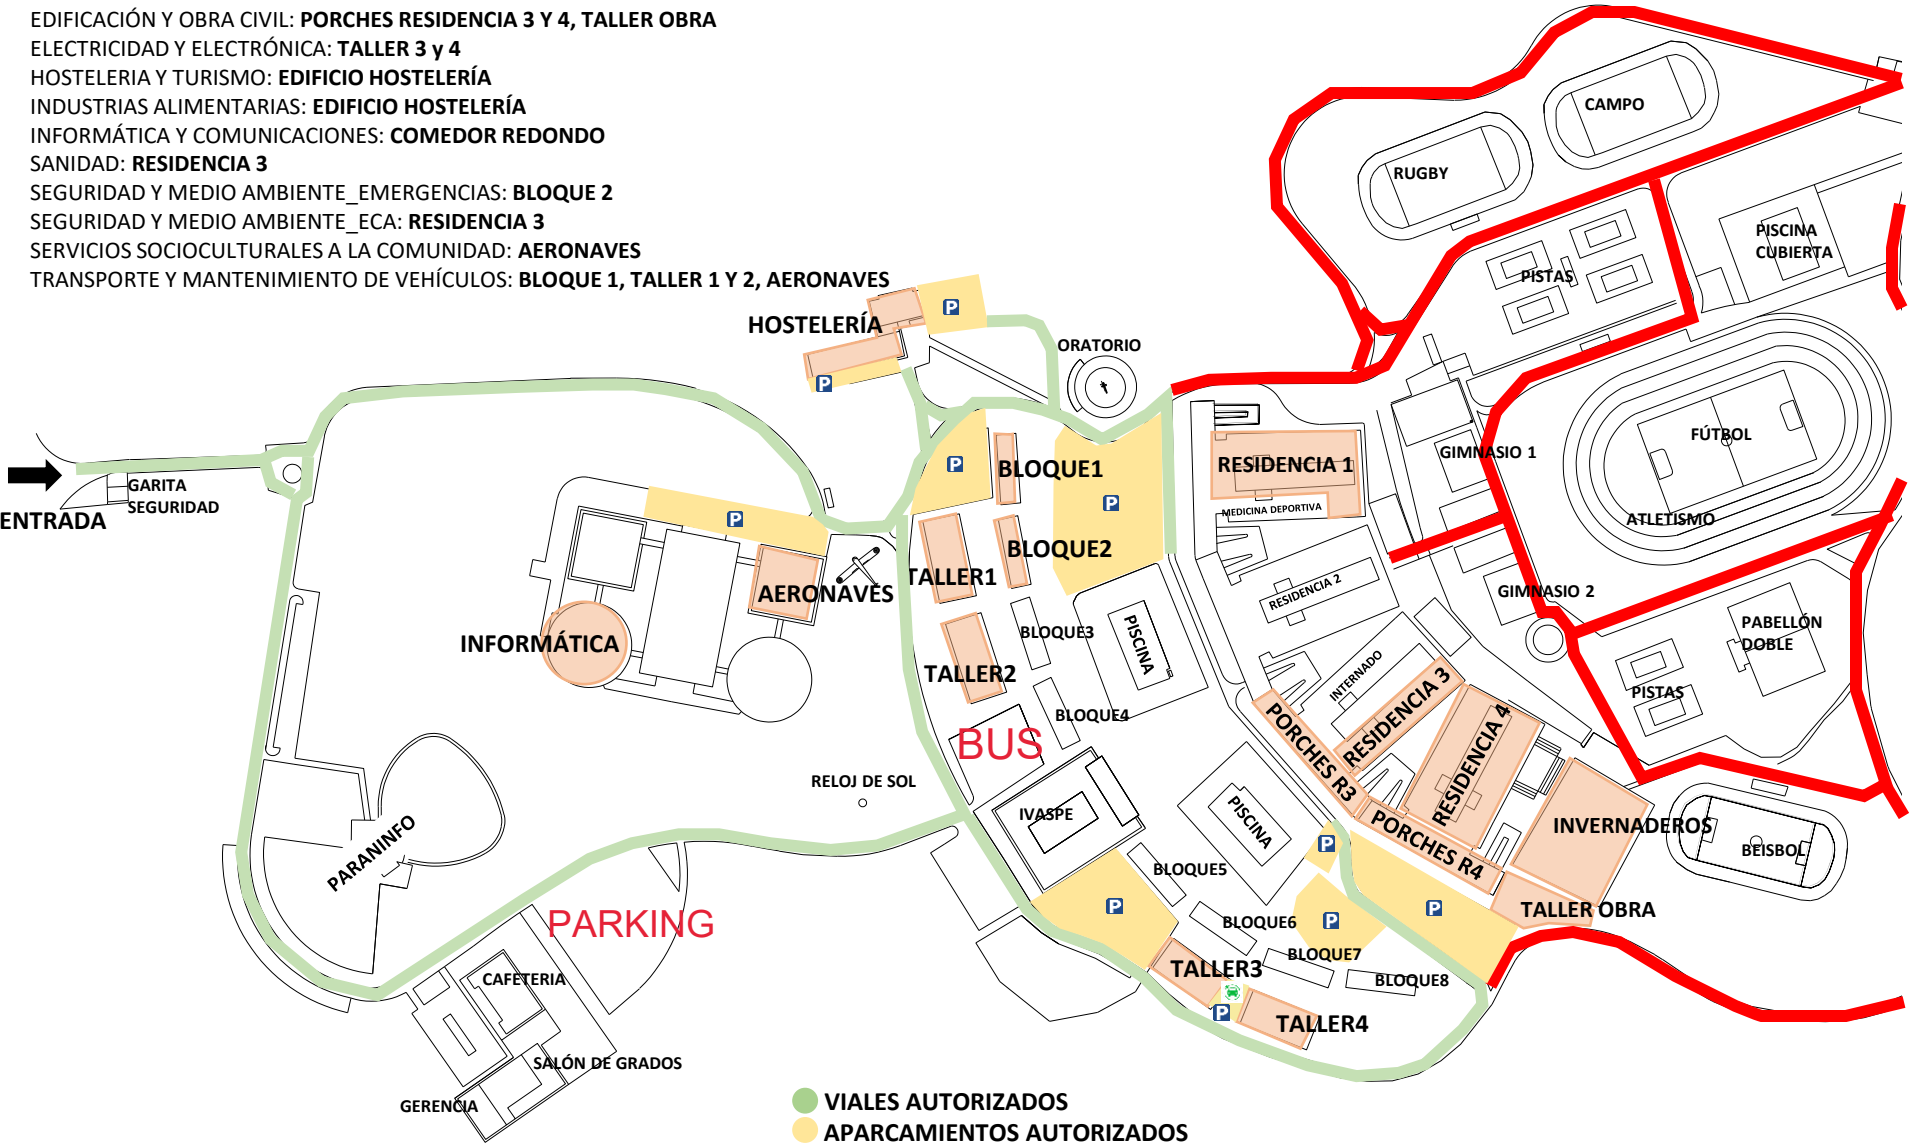 EDIFICACIÓN Y OBRA CIVIL: PORCHES RESIDENCIA 3 Y 4, TALLER OBRA
ELECTRICIDAD Y ELECTRÓNICA: TALLER 3 y 4
HOSTELERIA Y TURISMO: EDIFICIO HOSTELERÍA
INDUSTRIAS ALIMENTARIAS: EDIFICIO HOSTELERÍA
INFORMÁTICA Y COMUNICACIONES: COMEDOR REDONDO
SANIDAD: RESIDENCIA 3
SEGURIDAD Y MEDIO AMBIENTE_EMERGENCIAS: BLOQUE 2
SEGURIDAD Y MEDIO AMBIENTE_ECA: RESIDENCIA 3
SERVICIOS SOCIOCULTURALES A LA COMUNIDAD: AERONAVES
TRANSPORTE Y MANTENIMIENTO DE VEHÍCULOS: BLOQUE 1, TALLER 1 Y 2, AERONAVES
CAMPO
RUGBY
PISCINA
CUBIERTA
PISTAS
P
HOSTELERÍA
ORATORIO
P
FÚTBOL
GIMNASIO 1
RESIDENCIA 1
BLOQUE1
P
GARITA
SEGURIDAD
ENTRADA
P
P
MEDICINA DEPORTIVA
ATLETISMO
BLOQUE2
TALLER1
AERONAVES
RESIDENCIA 2
GIMNASIO 2
PABELLÓN
DOBLE
BLOQUE3
PISCINA
INFORMÁTICA
TALLER2
INTERNADO
PISTAS
BLOQUE4
RESIDENCIA 3
PORCHES R3
RESIDENCIA 4
BUS
RELOJ DE SOL
IVASPE
PISCINA
INVERNADEROS
PORCHES R4
P
BEISBOL
PARANINFO
BLOQUE5
P
P
P
TALLER OBRA
PARKING
BLOQUE6
BLOQUE7
TALLER3
BLOQUE8
CAFETERIA
P
TALLER4
SALÓN DE GRADOS
GERENCIA
VIALES AUTORIZADOS
APARCAMIENTOS AUTORIZADOS